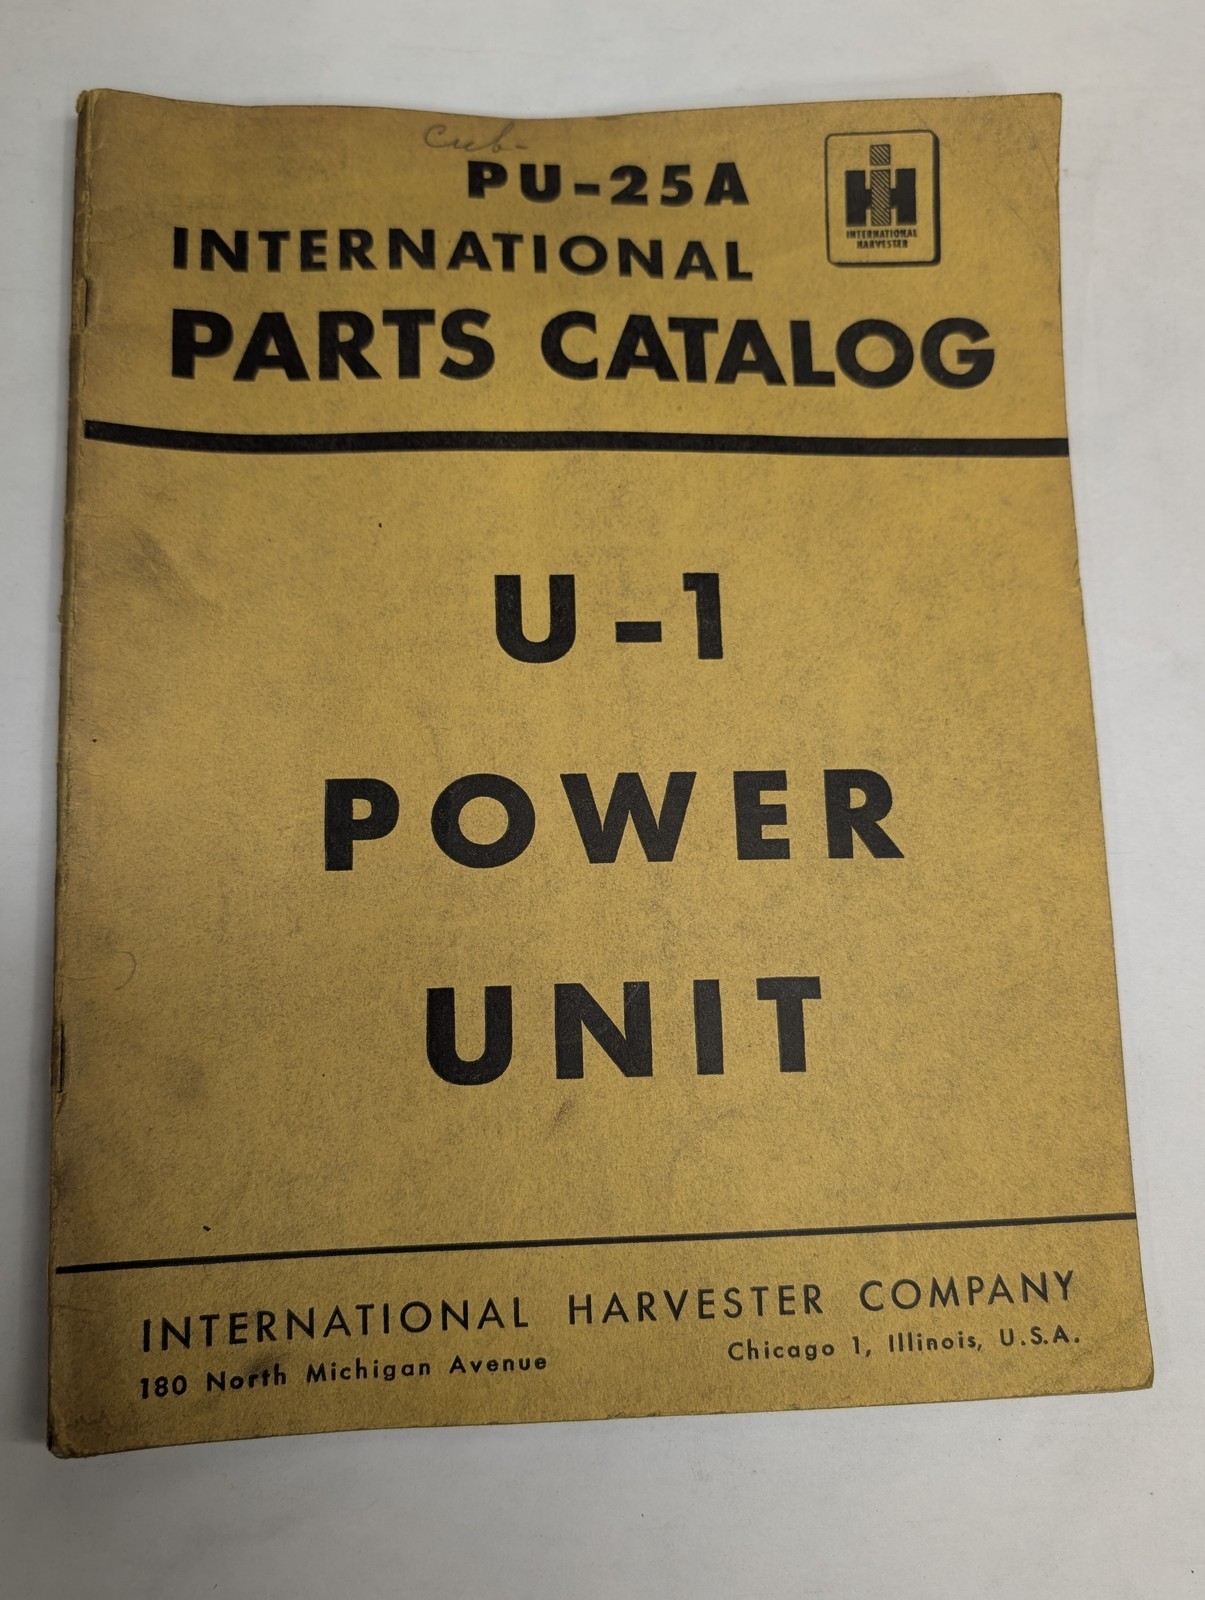 Cub-
PU-25A
INTERNATIONAL
PARTS CATALOG
IH
INTERNATIONAL
HARVESTER
U-1
POWER
UNIT
INTERNATIONAL HARVESTER COMPANY
180 North Michigan Avenue Chicago 1, Illinois, U.S.A.